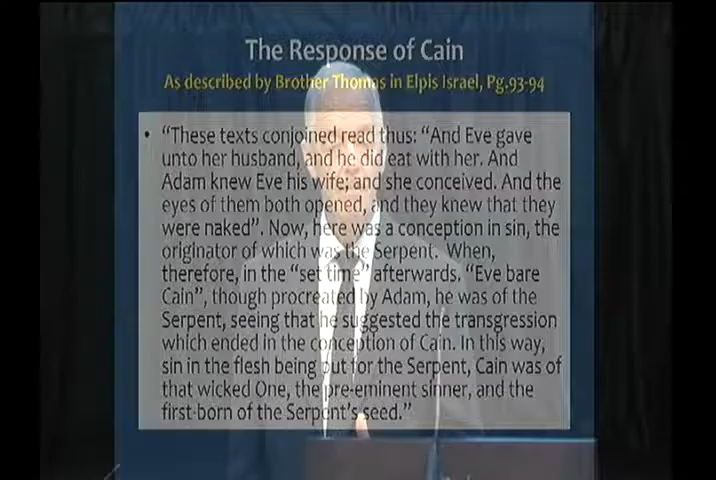 The Response of Cain
As described by Brother Thomas in Elpis Israel, Pg.93-94
• "These texts conjoined read thus: "And Eve gave
unto her husband, and he did eat with her. And
Adam knew Eve his wife; and she conceived. And the
eyes of them both opened, and they knew that they
were naked". Now, here was a conception in sin, the
originator of which was the Serpent. When,
therefore, in the "set time" afterwards. "Eve bare
Cain", though procreated by Adam, he was of the
Serpent, seeing that he suggested the transgression
which ended in the conception of Cain. In this way,
sin in the flesh being put for the Serpent, Cain was of
that wicked One, the pre-eminent sinner, and the
first-born of the Serpent's seed."